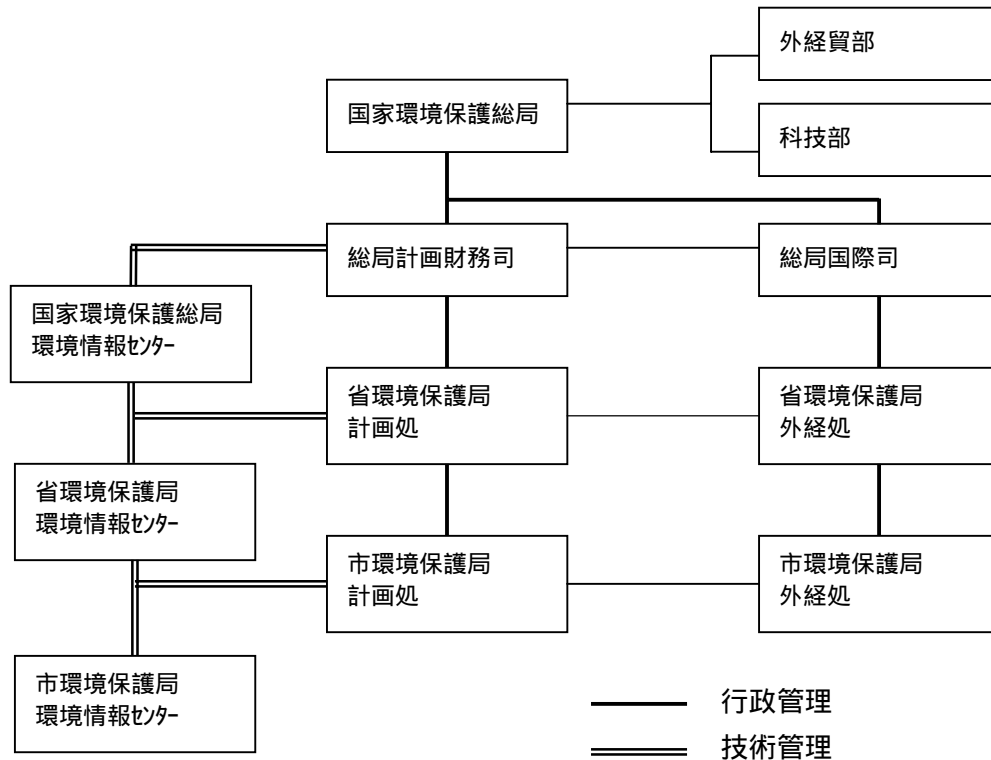 外経貿部
国家環境保護総局
科技部
総局計画財務司
総局国際司
国家環境保護総局
環境情報ｾﾝﾀｰ
省環境保護局
計画処
省環境保護局
外経処
省環境保護局
環境情報ｾﾝﾀｰ
市環境保護局
計画処
市環境保護局
外経処
市環境保護局
環境情報ｾﾝﾀｰ
行政管理
技術管理